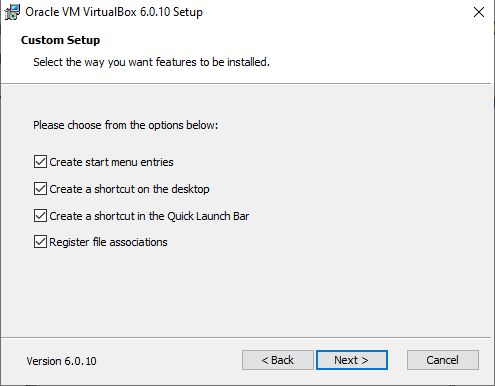 Oracle VM VirtualBox 6.0.10 Setup
Custom Setup
Select the way you want features to be installed.
Please choose from the options below:
Create start menu entries
Create a shortcut on the desktop
Create a shortcut in the Quick Launch Bar
Register file associations
Version 6.0.10
< Back
Next >
Cancel